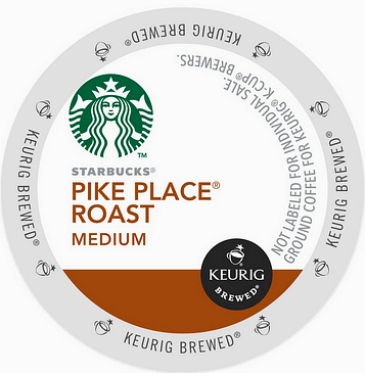 KEURIG BREWED®
KEURIG BREWED®
KEURIG BREWED®
KEURIG BREWED®
TM
STARBUCKS®
PIKE PLACE®
ROAST
MEDIUM
NOT LABELED FOR INDIVIDUAL SALE.
GROUND COFFEE FOR KEURIG® K-CUP® BREWERS.
KEURIG
BREWED®